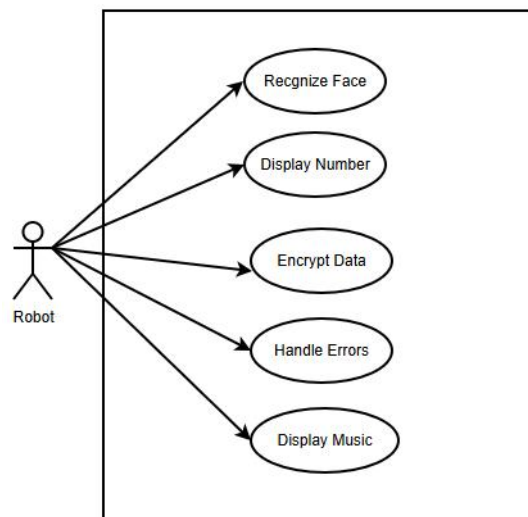 Recgnize Face
Display Number
Encrypt Data
Robot
Handle Errors
Display Music